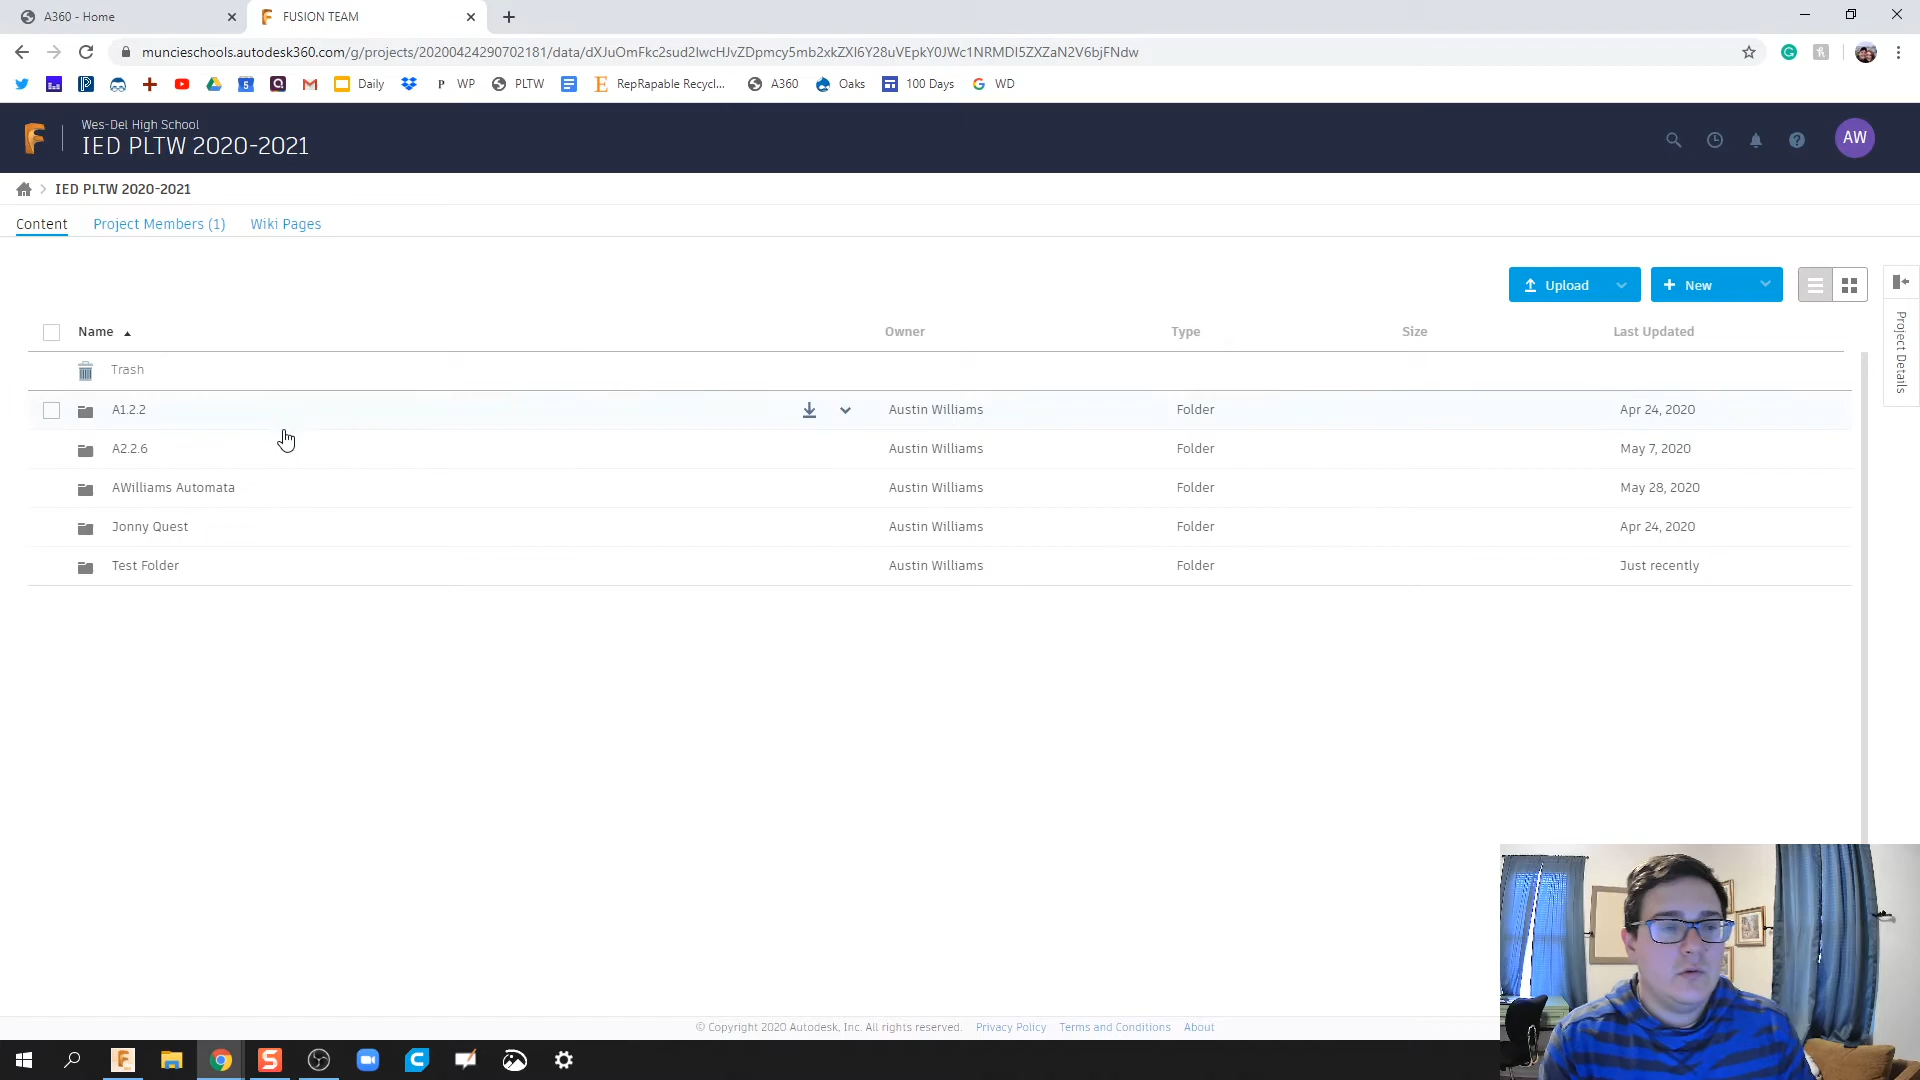 A360 - Home
FUSION TEAM
muncieschools.autodesk360.com/g/projects/20200424290702181/data/dXJuOmFkc2sud2lwcHJvZDpmcy5mb2xkZXI6Y28uVEpkY0JWc1NRMDI5ZXZaN2V6bjFNdw
Daily
P WP
PLTW
RepRapable Recycl...
A360
Oaks
100 Days
WD
Wes-Del High School
IED PLTW 2020-2021
AW
IED PLTW 2020-2021
Content Project Members (1) Wiki Pages
Upload
New
Project Details
Name Owner Type Size Last Updated
Trash
A1.2.2 Austin Williams Folder Apr 24, 2020
A2.2.6 Austin Williams Folder May 7, 2020
AWilliams Automata Austin Williams Folder May 28, 2020
Jonny Quest Austin Williams Folder Apr 24, 2020
Test Folder Austin Williams Folder Just recently
© Copyright 2020 Autodesk, Inc. All rights reserved. Privacy Policy Terms and Conditions About